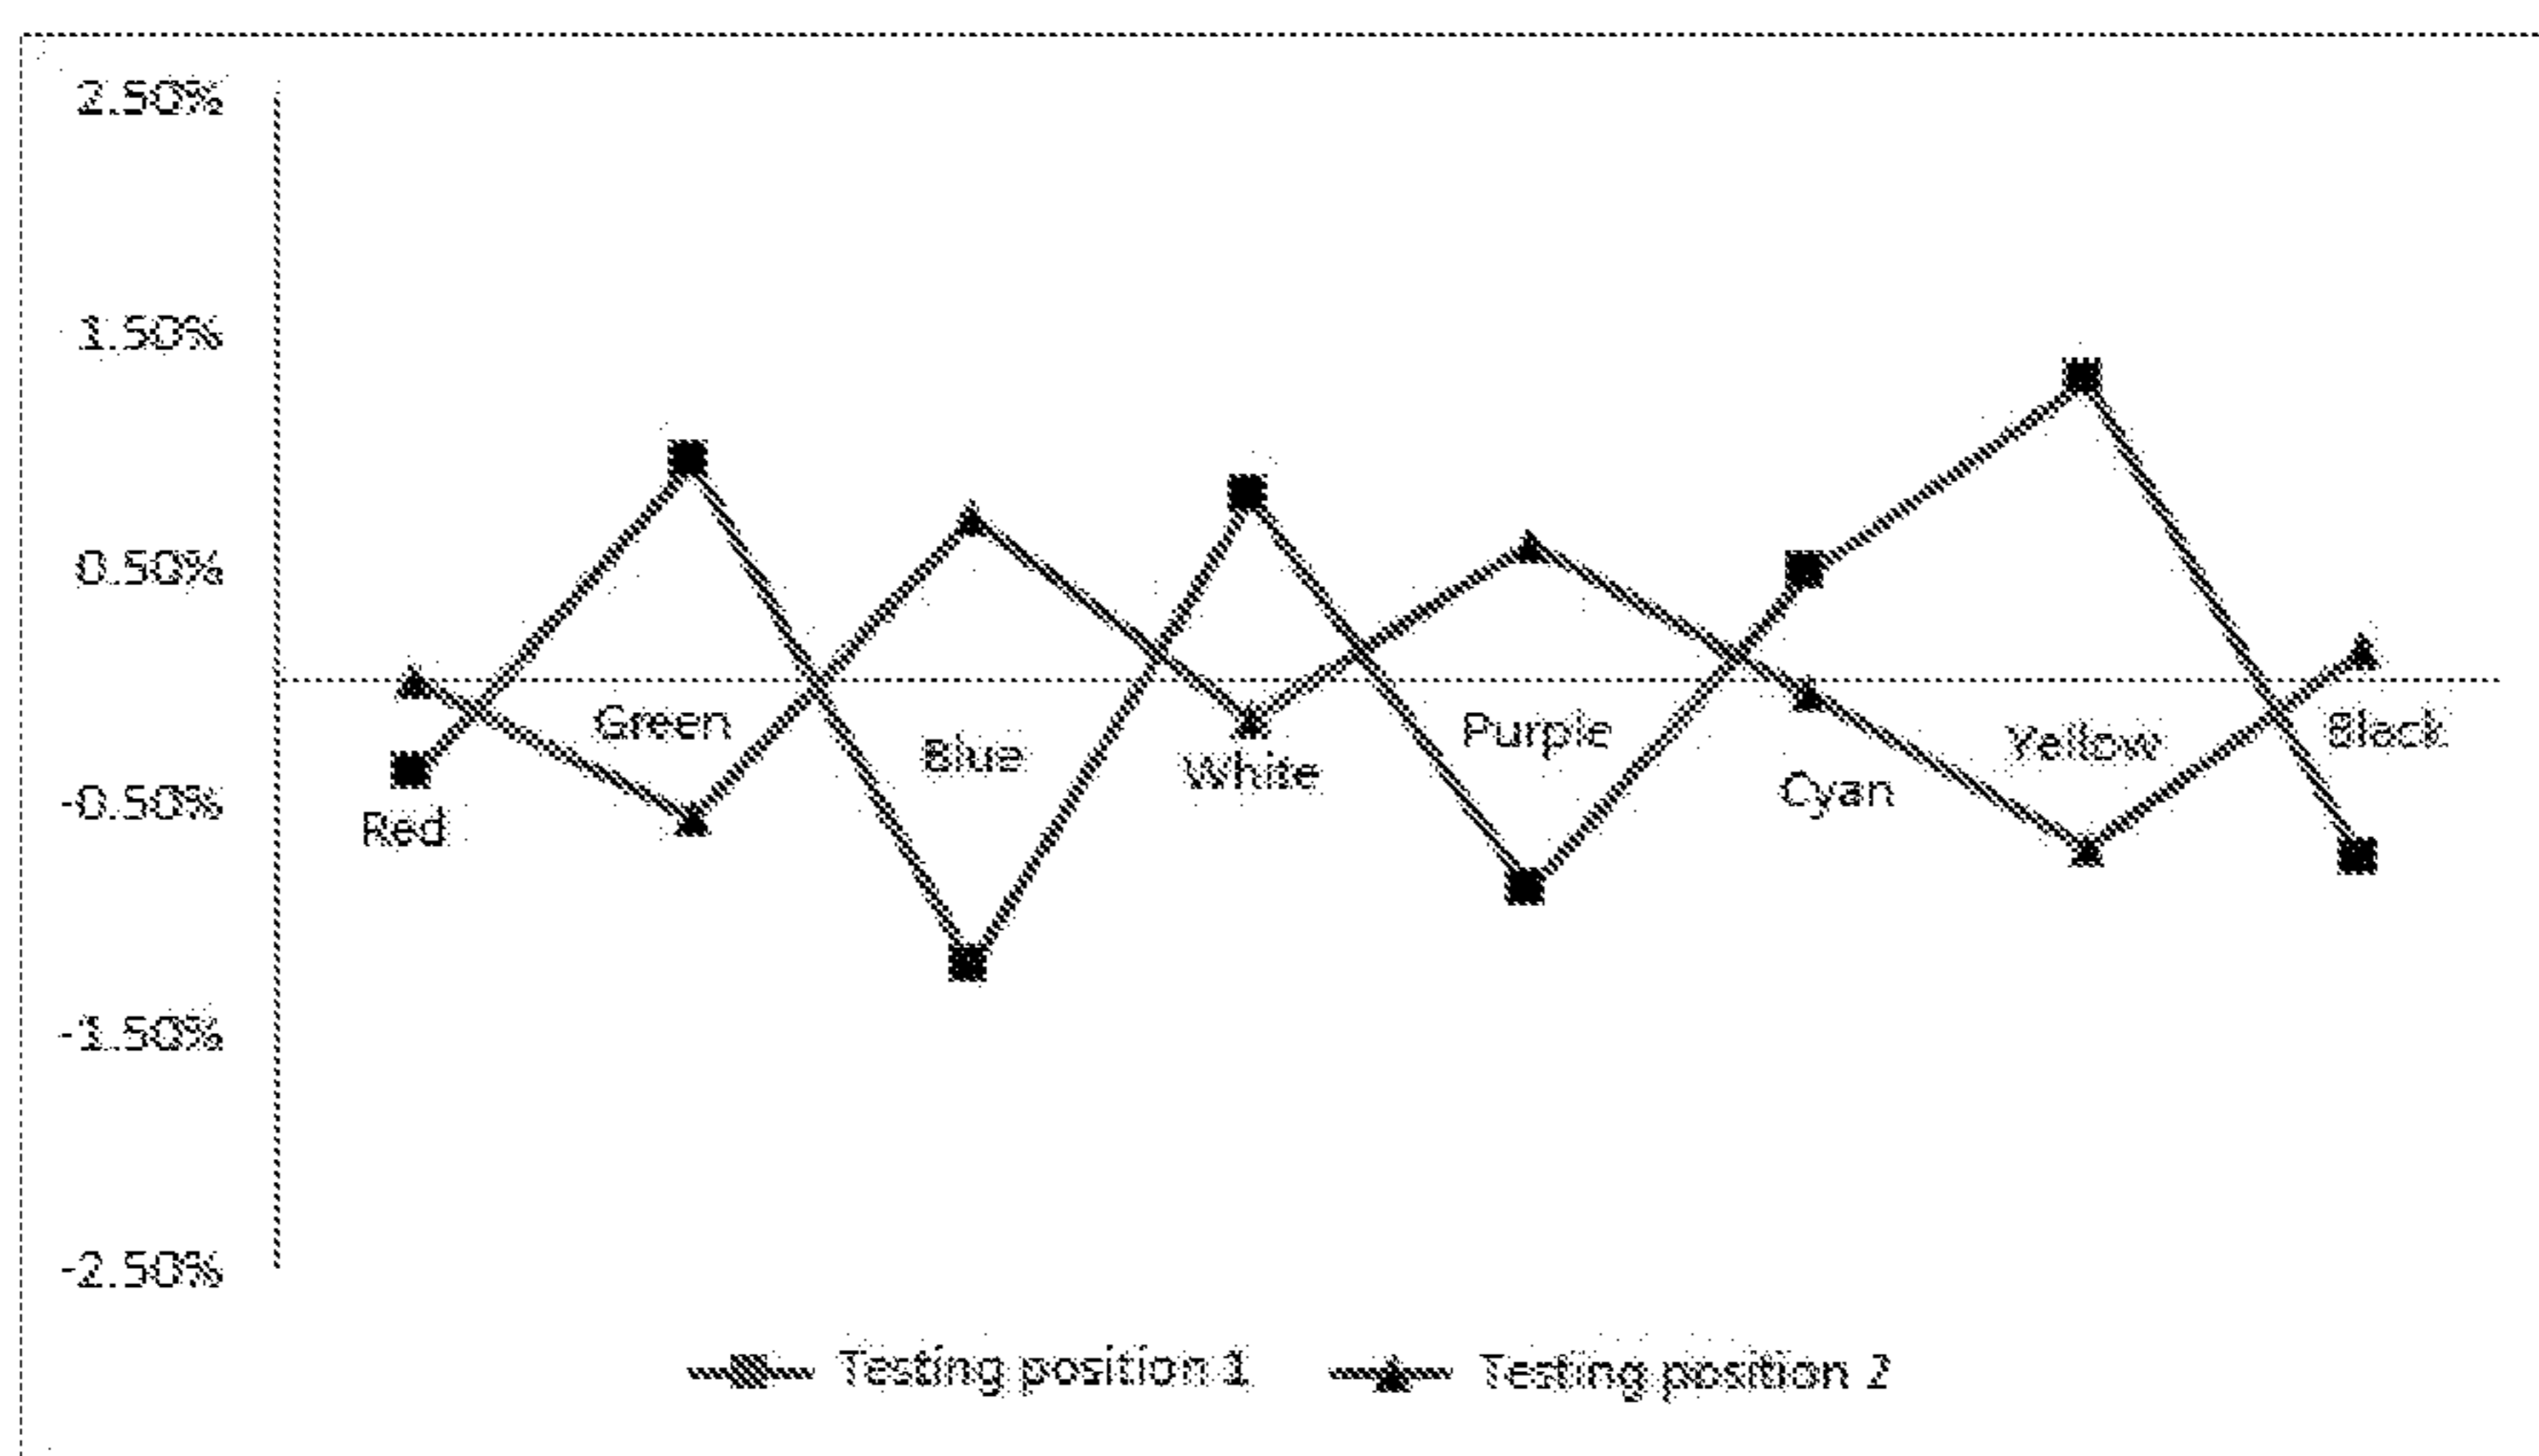 2.50%
1.50%
0.50%
-0.50%
-1.50%
-2.50%
Red
Green
Blue
White
Purple
Cyan
Yellow
Black
Testing position 1
Testing position 2